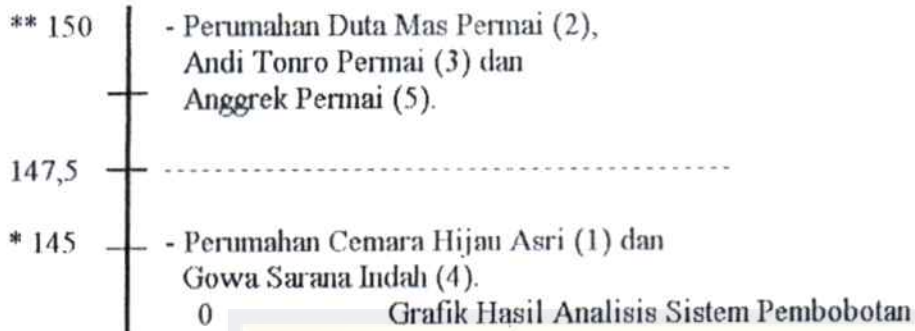 ** 150 - Perumahan Duta Mas Permai (2),
Andi Tonro Permai (3) dan
Anggrek Permai (5).
147,5
* 145 - Perumahan Cemara Hijau Asri (1) dan
Gowa Sarana Indah (4).
0 Grafik Hasil Analisis Sistem Pembobotan